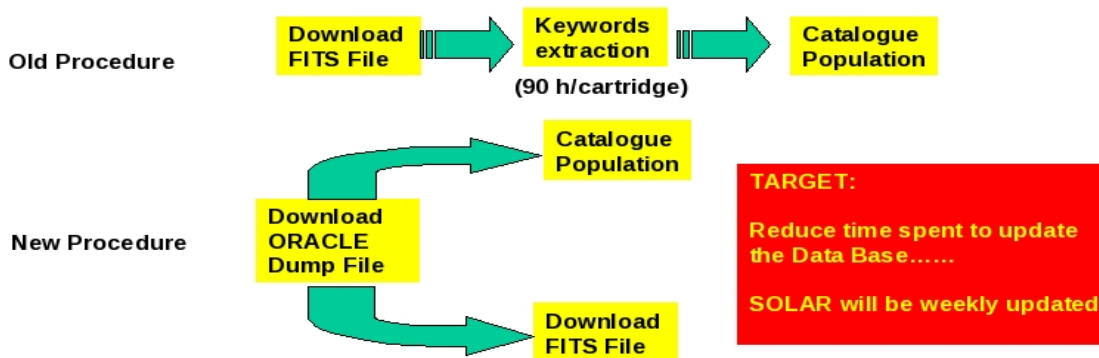 Old Procedure
Download
FITS File
Keywords
extraction
(90 h/cartridge)
Catalogue
Population
New Procedure
Download
ORACLE
Dump File
Catalogue
Population
Download
FITS File
TARGET:
Reduce time spent to update
the Data Base......
SOLAR will be weekly updated